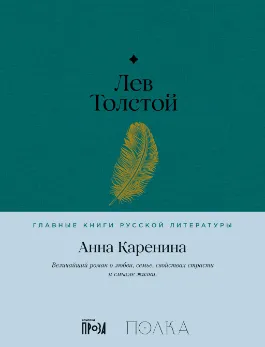 Лев
Толстой
ГЛАВНЫЕ КНИГИ РУССКОЙ ЛИТЕРАТУРЫ
Анна Каренина
Величайший роман о любви, семье, свойствах страсти
и смысле жизни
ПРОЗА
ПОЛКА